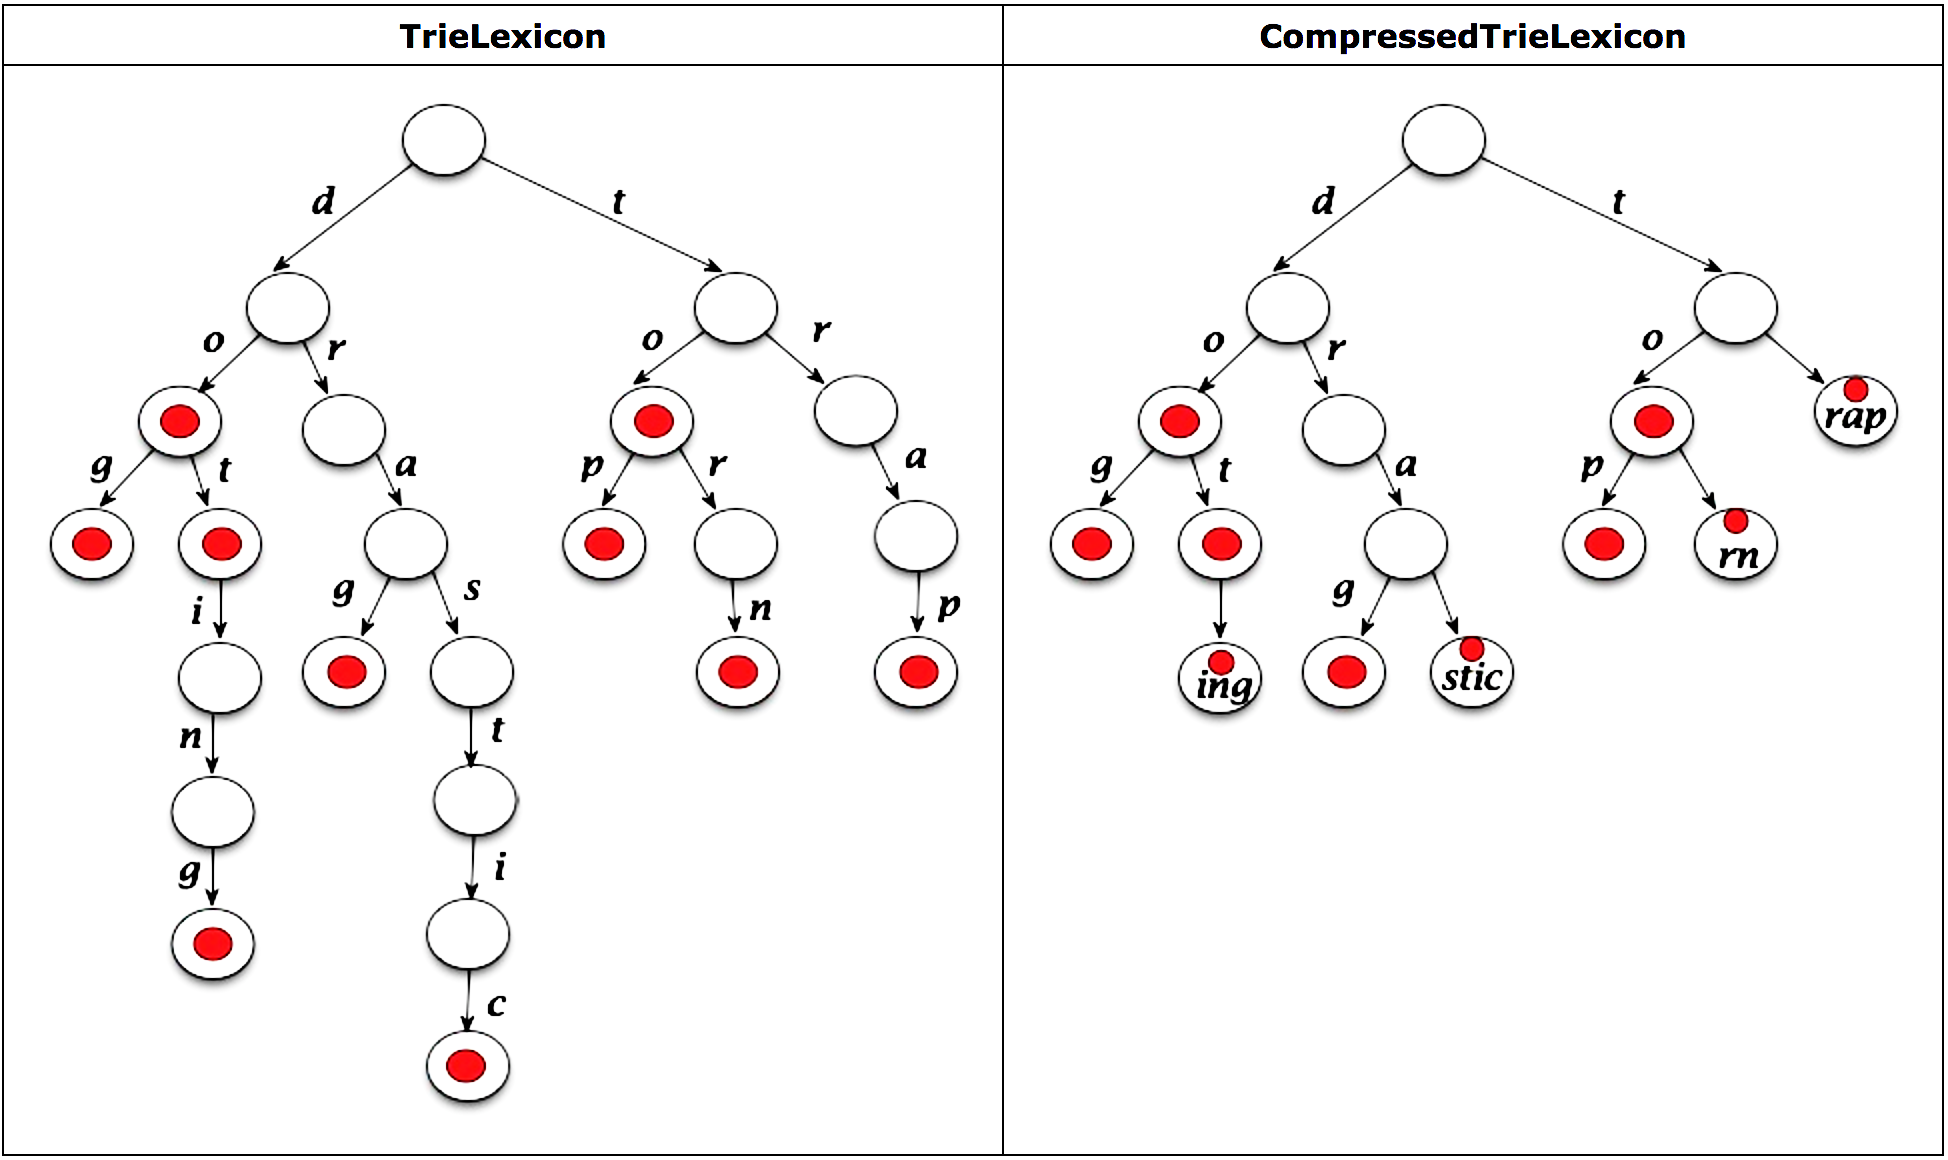 TrieLexicon
d
t
o
r
o
r
g
t
a
p
r
a
i
g
s
n
p
n
t
g
i
c
CompressedTrieLexicon
d
t
o
r
o
rap
g
t
a
p
rn
g
ing
stic